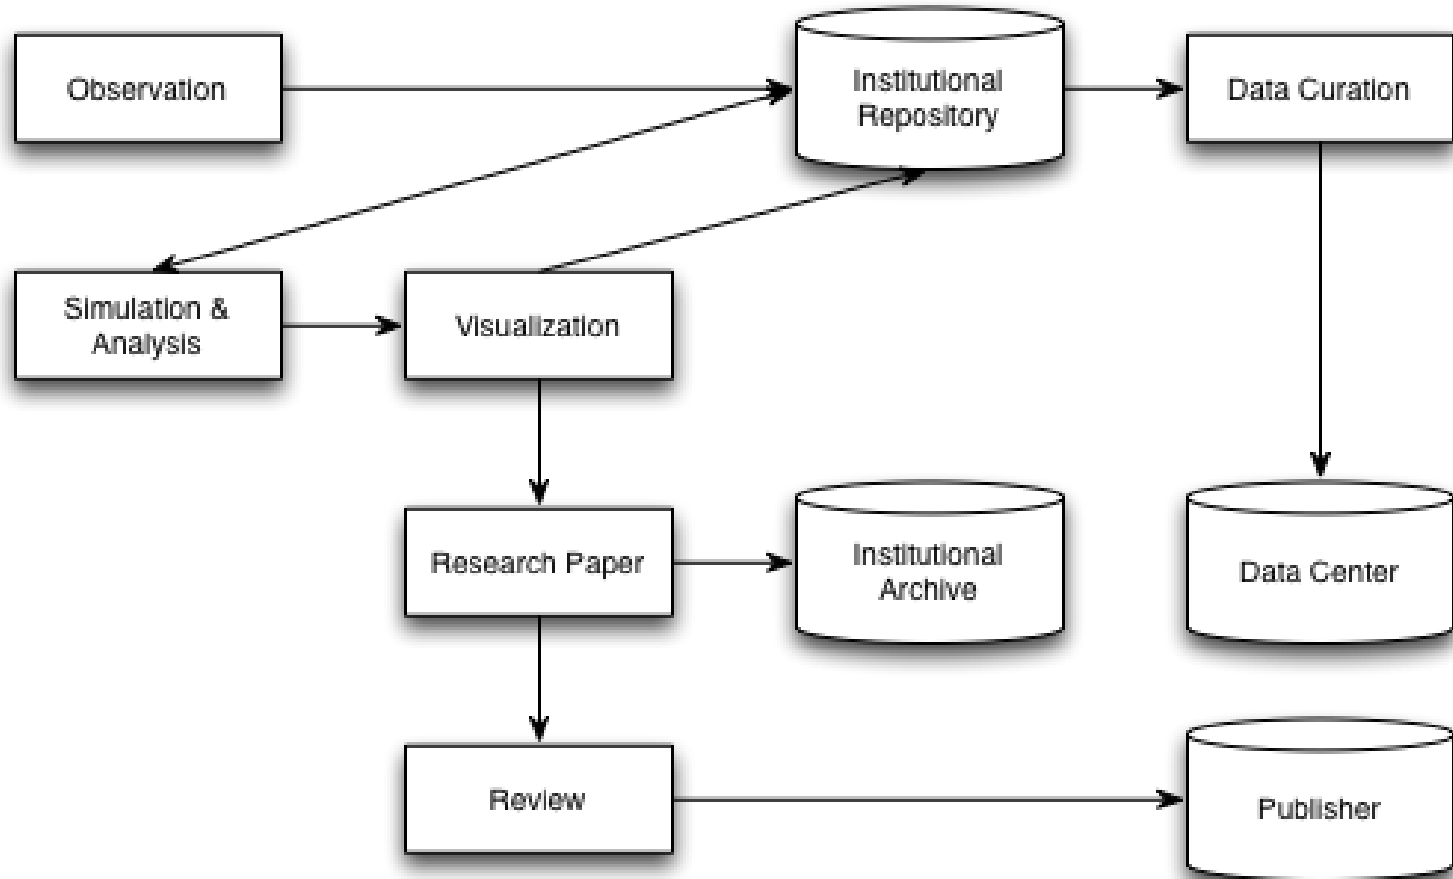 Observation
Institutional
Repository
Data Curation
Simulation &
Analysis
Visualization
Research Paper
Institutional
Archive
Data Center
Review
Publisher